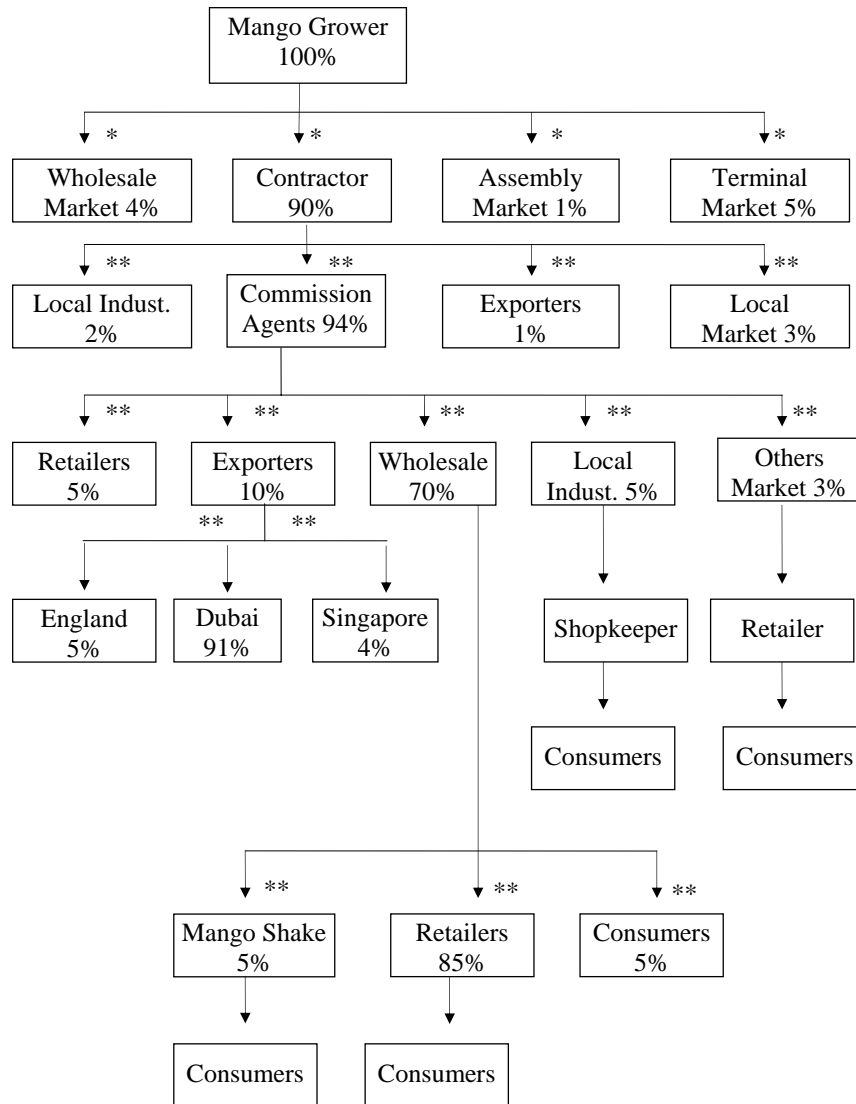 Mango Grower
100%
* * * *
Wholesale
Market 4%
Contractor
90%
Assembly
Market 1%
Terminal
Market 5%
** ** ** **
Local Indust.
2%
Commission
Agents 94%
Exporters
1%
Local
Market 3%
** ** ** ** **
Retailers
5%
Exporters
10%
Wholesale
70%
Local
Indust. 5%
Others
Market 3%
** **
England
5%
Dubai
91%
Singapore
4%
Shopkeeper
Retailer
Consumers
Consumers
** ** **
Mango Shake
5%
Retailers
85%
Consumers
5%
Consumers
Consumers